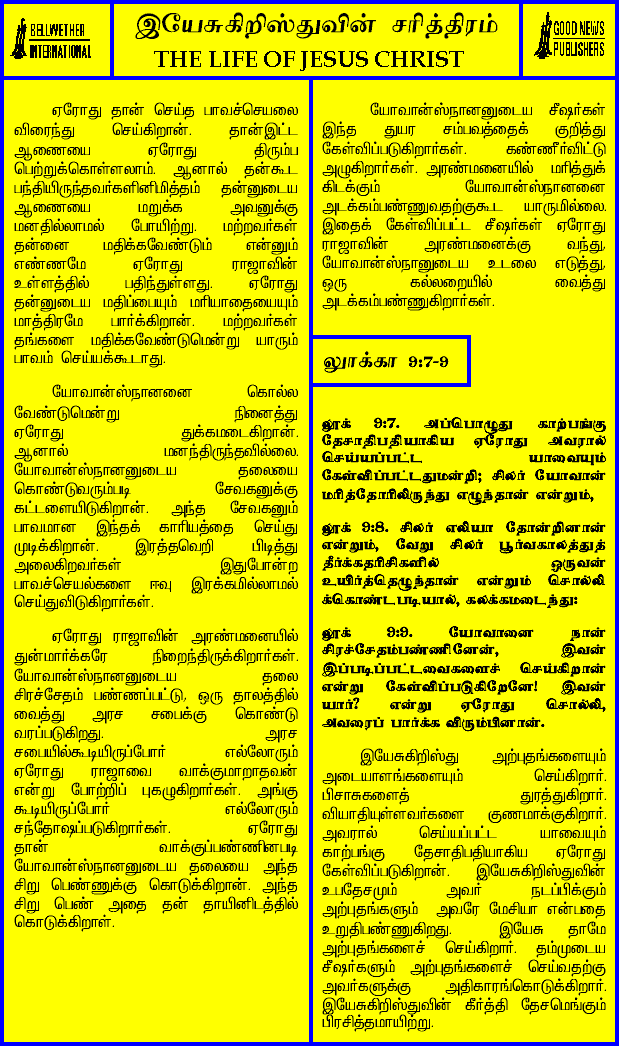 BELLWETHER
INTERNATIONAL
இயேசுகிறிஸ்துவின் சரித்திரம்
THE LIFE OF JESUS CHRIST
GOOD NEWS
PUBLISHERS
ஏரோது தான் செய்த பாவச்செயலை
விரைந்து செய்கிறான். தான்இட்ட
ஆணையை ஏரோது திரும்ப
பெற்றுக்கொள்ளலாம். ஆனால் தன்கூட
பந்தியிருந்தவர்களினிமித்தம் தன்னுடைய
ஆணையை மறுக்க அவனுக்கு
மனதில்லாமல் போயிற்று. மற்றவர்கள்
தன்னை மதிக்கவேண்டும் என்னும்
எண்ணமே ஏரோது ராஜாவின்
உள்ளத்தில் பதிந்துள்ளது. ஏரோது
தன்னுடைய மதிப்பையும் மரியாதையையும்
மாத்திரமே பார்க்கிறான். மற்றவர்கள்
தங்களை மதிக்கவேண்டுமென்று யாரும்
பாவம் செய்யக்கூடாது.
யோவான்ஸ்நானனை கொல்ல
வேண்டுமென்று நினைத்து
ஏரோது துக்கமடைகிறான்.
ஆனால் மனந்திருந்தவில்லை.
யோவான்ஸ்நானனுடைய தலையை
கொண்டுவரும்படி சேவகனுக்கு
கட்டளையிடுகிறான். அந்த சேவகனும்
பாவமான இந்தக் காரியத்தை செய்து
முடிக்கிறான். இரத்தவெறி பிடித்து
அலைகிறவர்கள் இதுபோன்ற
பாவச்செயல்களை ஈவு இரக்கமில்லாமல்
செய்துவிடுகிறார்கள்.
ஏரோது ராஜாவின் அரண்மனையில்
துன்மார்க்கரே நிறைந்திருக்கிறார்கள்.
யோவான்ஸ்நானனுடைய தலை
சிரச்சேதம் பண்ணப்பட்டு, ஒரு தாலத்தில்
வைத்து அரச சபைக்கு கொண்டு
வரப்படுகிறது. அரச
சபையில்கூடியிருப்போர் எல்லோரும்
ஏரோது ராஜாவை வாக்குமாறாதவன்
என்று போற்றிப் புகழுகிறார்கள். அங்கு
கூடியிருப்போர் எல்லோரும்
சந்தோஷப்படுகிறார்கள். ஏரோது
தான் வாக்குப்பண்ணினபடி
யோவான்ஸ்நானனுடைய தலையை அந்த
சிறு பெண்ணுக்கு கொடுக்கிறான். அந்த
சிறு பெண் அதை தன் தாயினிடத்தில்
கொடுக்கிறாள்.
யோவான்ஸ்நானனுடைய சீஷர்கள்
இந்த துயர சம்பவத்தைக் குறித்து
கேள்விப்படுகிறார்கள். கண்ணீர்விட்டு
அழுகிறார்கள். அரண்மனையில் மரித்துக்
கிடக்கும் யோவான்ஸ்நானனை
அடக்கம்பண்ணுவதற்குகூட யாருமில்லை.
இதைக் கேள்விப்பட்ட சீஷர்கள் ஏரோது
ராஜாவின் அரண்மனைக்கு வந்து,
யோவான்ஸ்நானுடைய உடலை எடுத்து,
ஒரு கல்லறையில் வைத்து
அடக்கம்பண்ணுகிறார்கள்.
லூக்கா 9:7-9
லூக் 9:7. அப்பொழுது காற்பங்கு
தேசாதிபதியாகிய ஏரோது அவரால்
செய்யப்பட்ட யாவையும்
கேள்விப்பட்டதுமன்றி; சிலர் யோவான்
மரித்தோரிலிருந்து எழுந்தான் என்றும்,
லூக் 9:8. சிலர் எலியா தோன்றினான்
என்றும், வேறு சிலர் பூர்வகாலத்துத்
தீர்க்கதரிசிகளில் ஒருவன்
உயிர்த்தெழுந்தான் என்றும் சொல்லி
க்கொண்டபடியால், கலக்கமடைந்து:
லூக் 9:9. யோவானை நான்
சிரச்சேதம்பண்ணினேன், இவன்
இப்படிப்பட்டவைகளைச் செய்கிறான்
என்று கேள்விப்படுகிறேனே! இவன்
யார்? என்று ஏரோது சொல்லி,
அவரைப் பார்க்க விரும்பினான்.
இயேசுகிறிஸ்து அற்புதங்களையும்
அடையாளங்களையும் செய்கிறார்.
பிசாசுகளைத் துரத்துகிறார்.
வியாதியுள்ளவர்களை குணமாக்குகிறார்.
அவரால் செய்யப்பட்ட யாவையும்
காற்பங்கு தேசாதிபதியாகிய ஏரோது
கேள்விப்படுகிறான். இயேசுகிறிஸ்துவின்
உபதேசமும் அவர் நடப்பிக்கும்
அற்புதங்களும் அவரே மேசியா என்பதை
உறுதிபண்ணுகிறது. இயேசு தாமே
அற்புதங்களைச் செய்கிறார். தம்முடைய
சீஷர்களும் அற்புதங்களைச் செய்வதற்கு
அவர்களுக்கு அதிகாரங்கொடுக்கிறார்.
இயேசுகிறிஸ்துவின் கீர்த்தி தேசமெங்கும்
பிரசித்தமாயிற்று.